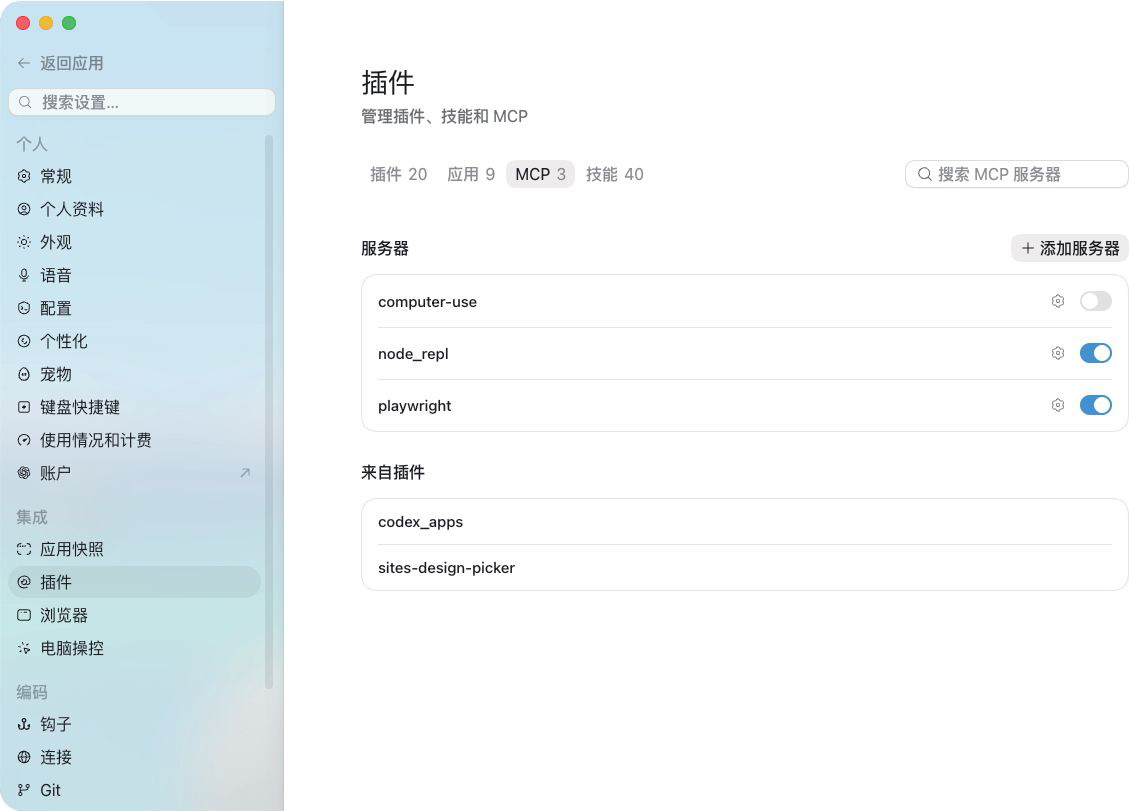 返回应用
搜索设置...
个人
常规
个人资料
外观
语音
配置
个性化
宠物
键盘快捷键
使用情况和计费
账户
集成
应用快照
插件
浏览器
电脑操控
编码
钩子
连接
Git
插件
管理插件、技能和 MCP
插件 20 应用 9 MCP 3 技能 40
搜索 MCP 服务器
服务器
添加服务器
computer-use
node_repl
playwright
来自插件
codex_apps
sites-design-picker